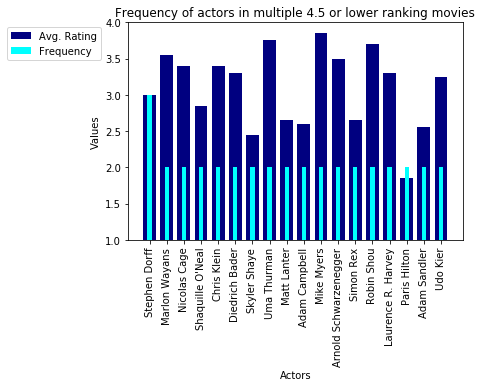 Frequency of actors in multiple 4.5 or lower ranking movies
Avg. Rating
Frequency
4.0
3.5
3.0
2.5
2.0
1.5
1.0
Values
Stephen Dorff
Marlon Wayans
Nicolas Cage
Shaquille O'Neal
Chris Klein
Diedrich Bader
Skyler Shaye
Uma Thurman
Matt Lanter
Adam Campbell
Mike Myers
Arnold Schwarzenegger
Simon Rex
Robin Shou
Laurence R. Harvey
Paris Hilton
Adam Sandler
Udo Kier
Actors